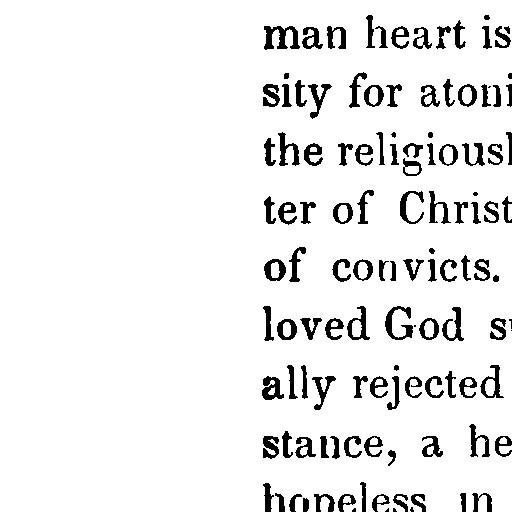 man heart is
sity for atoni
the religiousl
ter of Christ
of convicts.
loved God s
ally rejected
stance, a he
hopeless in